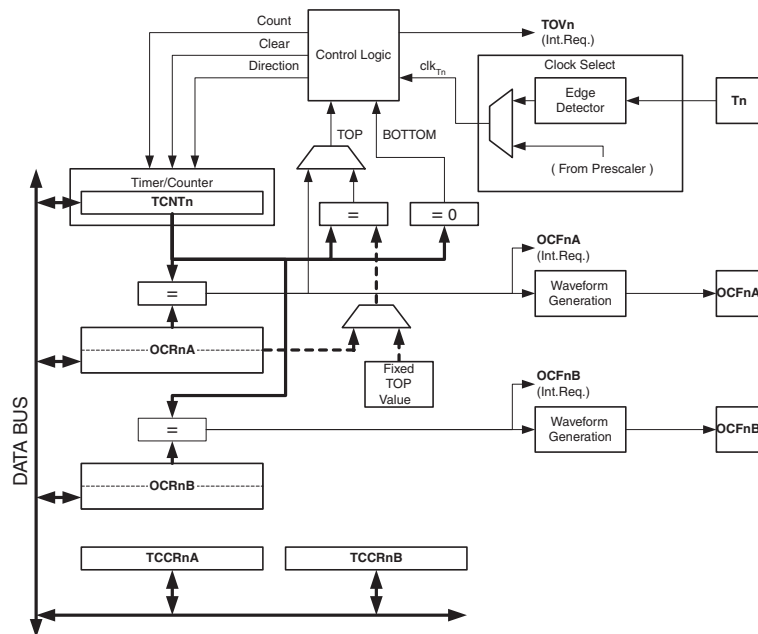 Count
Clear
Direction
Control Logic
TOVn
(Int.Req.)
clkTn
Clock Select
Edge
Detector
Tn
( From Prescaler )
TOP
BOTTOM
Timer/Counter
TCNTn
=
= 0
OCFnA
(Int.Req.)
=
Waveform
Generation
OCFnA
OCRnA
Fixed
TOP
Value
OCFnB
(Int.Req.)
=
Waveform
Generation
OCFnB
OCRnB
DATA BUS
TCCRnA
TCCRnB